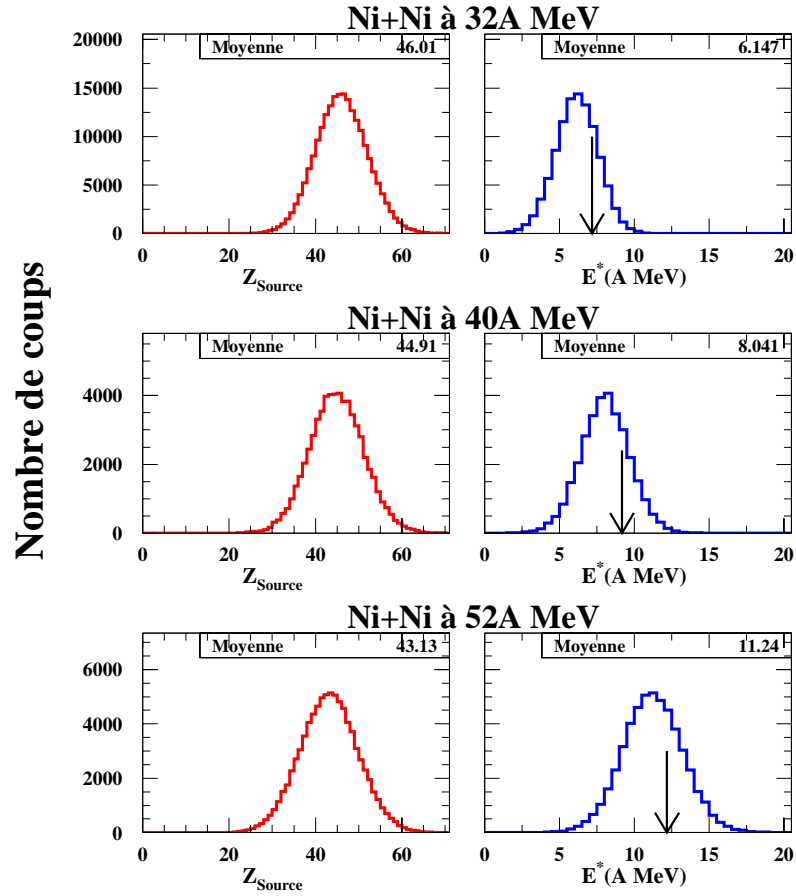 Ni+Ni à 32A MeV
Moyenne 46.01
Moyenne 6.147
20000
15000
10000
5000
0
0 20 40 60
0 5 10 15 20
Z_Source
E*(A MeV)
Nombre de coups
Ni+Ni à 40A MeV
Moyenne 44.91
Moyenne 8.041
4000
2000
0
0 20 40 60
0 5 10 15 20
Z_Source
E*(A MeV)
Ni+Ni à 52A MeV
Moyenne 43.13
Moyenne 11.24
6000
4000
2000
0
0 20 40 60
0 5 10 15 20
Z_Source
E*(A MeV)